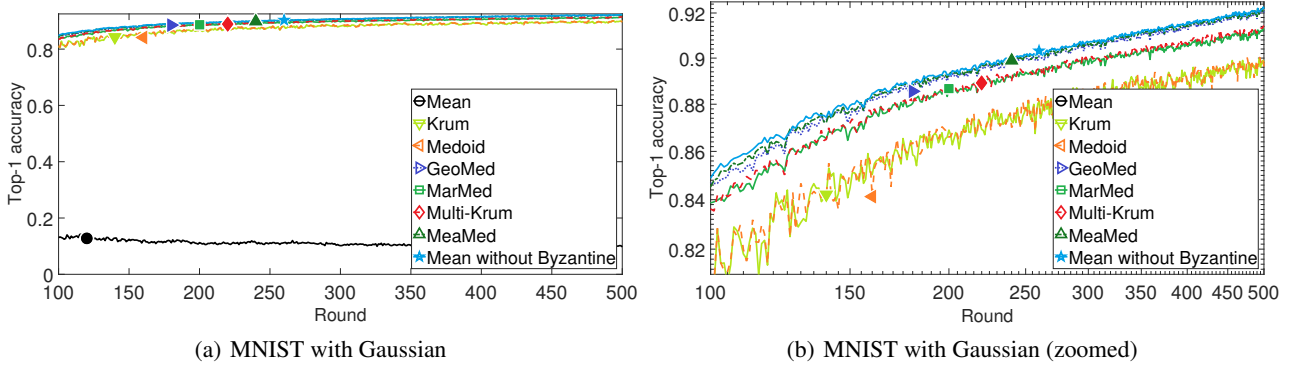 0.8
0.6
0.4
0.2
0
Top-1 accuracy
100 150 200 250 300 350 400 450 500
Round
Mean
Krum
Medoid
GeoMed
MarMed
Multi-Krum
MeaMed
Mean without Byzantine
(a) MNIST with Gaussian
0.92
0.9
0.88
0.86
0.84
0.82
Top-1 accuracy
100 150 200 250 300 350 400 450 500
Round
Mean
Krum
Medoid
GeoMed
MarMed
Multi-Krum
MeaMed
Mean without Byzantine
(b) MNIST with Gaussian (zoomed)